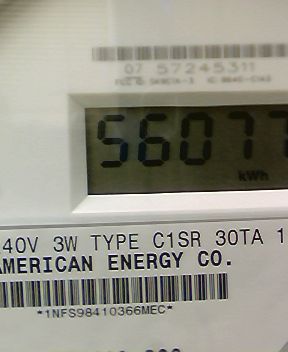 07 57245311
56077
kWh
40V 3W TYPE C1SR 30TA 1
AMERICAN ENERGY CO.
*1NFS98410366MEC*